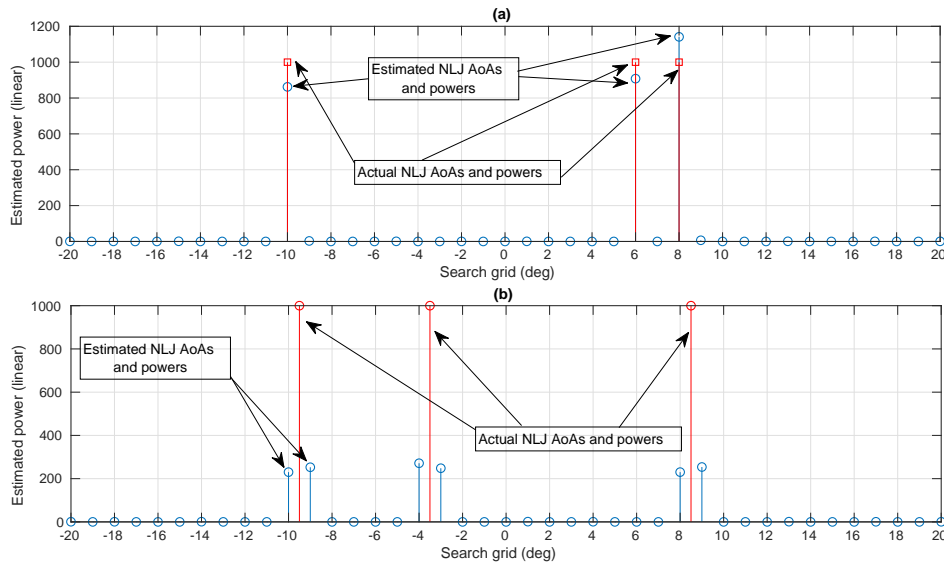 (a)
Estimated power (linear)
1200
1000
800
600
400
200
0
Estimated NLJ AoAs
and powers
Actual NLJ AoAs and powers
-20 -18 -16 -14 -12 -10 -8 -6 -4 -2 0 2 4 6 8 10 12 14 16 18 20
Search grid (deg)
(b)
Estimated power (linear)
1000
800
600
400
200
0
Estimated NLJ AoAs
and powers
Actual NLJ AoAs and powers
-20 -18 -16 -14 -12 -10 -8 -6 -4 -2 0 2 4 6 8 10 12 14 16 18 20
Search grid (deg)